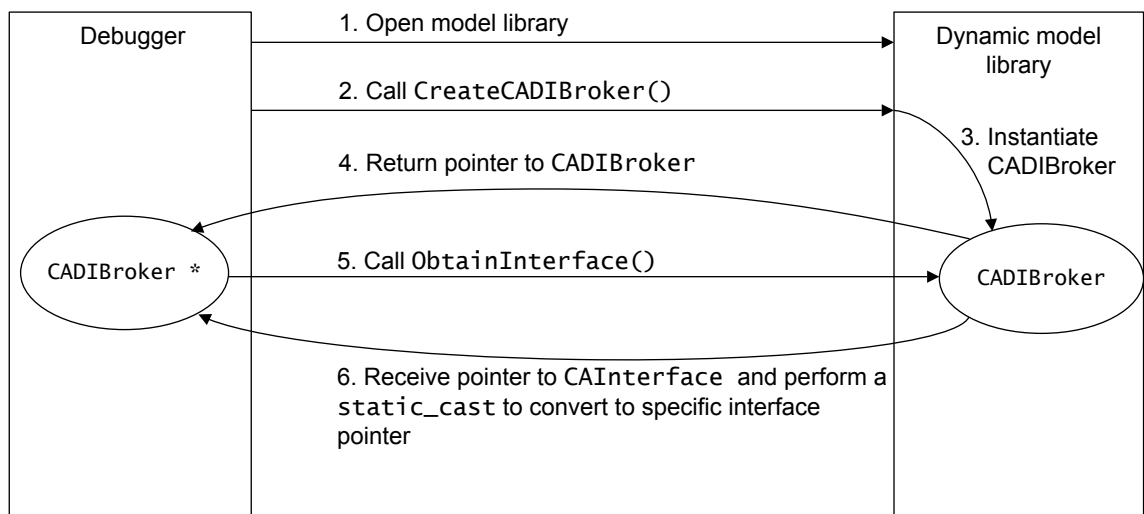 Debugger
1. Open model library
Dynamic model
library
2. Call CreateCADIBroker()
3. Instantiate
CADIBroker
4. Return pointer to CADIBroker
CADIBroker *
5. Call ObtainInterface()
CADIBroker
6. Receive pointer to CAInterface and perform a
static_cast to convert to specific interface
pointer